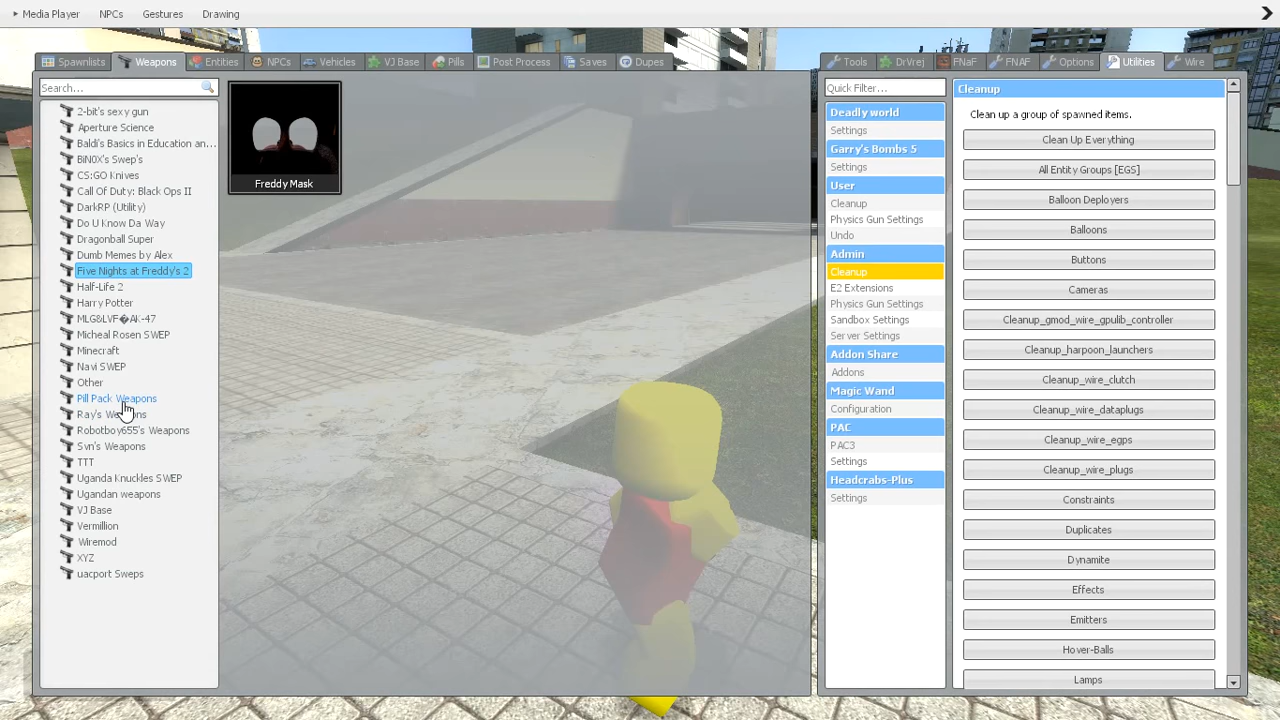 Media Player NPCs Gestures Drawing
Spawnlists Weapons Entities NPCs Vehicles VJ Base Pills Post Process Saves Dupes
Search...
2-bit's sexy gun
Aperture Science
Baldi's Basics in Education an...
BiN0X's Swep's
CS:GO Knives
Call Of Duty: Black Ops II
DarkRP (Utility)
Do U Know Da Way
Dragonball Super
Dumb Memes by Alex
Five Nights at Freddy's 2
Half-Life 2
Harry Potter
MLG&LVF�AK-47
Micheal Rosen SWEP
Minecraft
Navi SWEP
Other
Pill Pack Weapons
Ray's Weapons
Robotboy655's Weapons
Svn's Weapons
TTT
Uganda Knuckles SWEP
Ugandan weapons
VJ Base
Vermillion
Wiremod
XYZ
uacport Sweps
Freddy Mask
Tools DrVrej FNaF FNAF Options Utilities Wire
Quick Filter...
Deadly world
Settings
Garry's Bombs 5
Settings
User
Cleanup
Physics Gun Settings
Undo
Admin
Cleanup
E2 Extensions
Physics Gun Settings
Sandbox Settings
Server Settings
Addon Share
Addons
Magic Wand
Configuration
PAC
PAC3
Settings
Headcrabs-Plus
Settings
Cleanup
Clean up a group of spawned items.
Clean Up Everything
All Entity Groups [EGS]
Balloon Deployers
Balloons
Buttons
Cameras
Cleanup_gmod_wire_gpulib_controller
Cleanup_harpoon_launchers
Cleanup_wire_clutch
Cleanup_wire_dataplugs
Cleanup_wire_egps
Cleanup_wire_plugs
Constraints
Duplicates
Dynamite
Effects
Emitters
Hover-Balls
Lamps